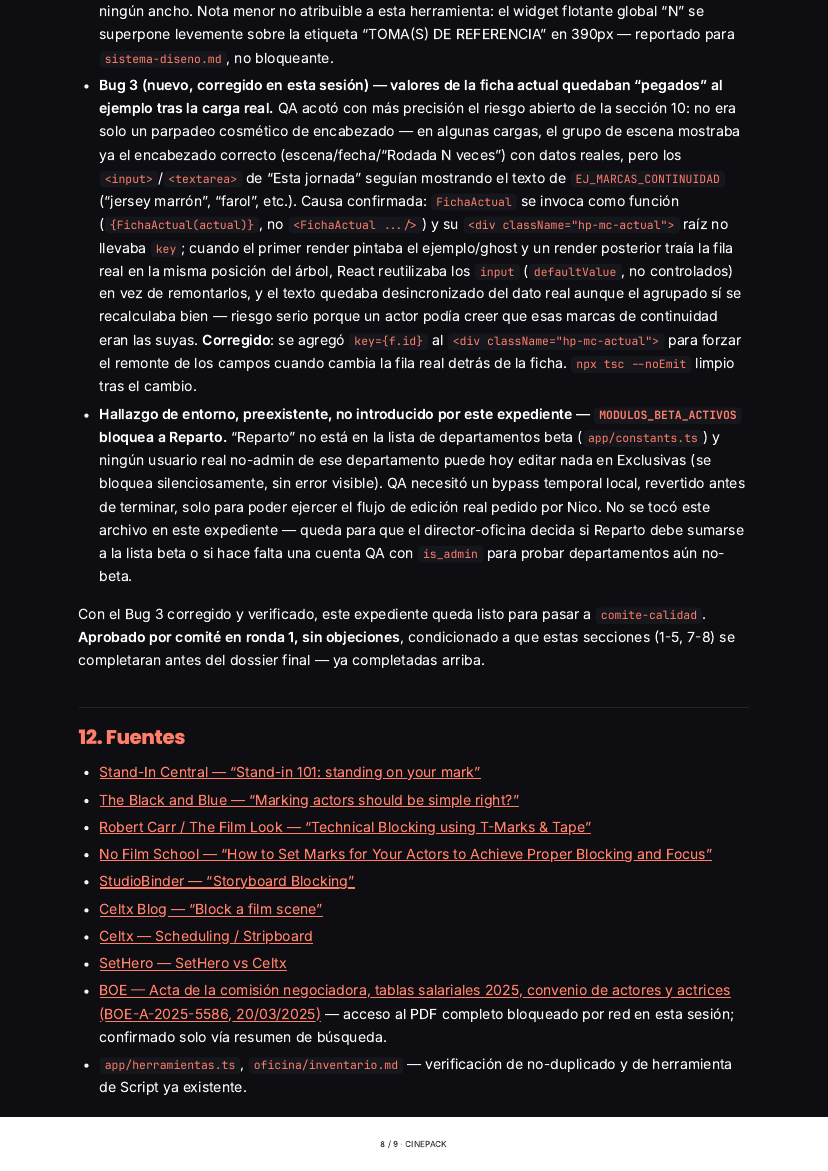 ningún ancho. Nota menor no atribuible a esta herramienta: el widget flotante global “N” se
superpone levemente sobre la etiqueta “TOMA(S) DE REFERENCIA” en 390px — reportado para
sistema-diseno.md, no bloqueante.
• Bug 3 (nuevo, corregido en esta sesión) — valores de la ficha actual quedaban “pegados” al
ejemplo tras la carga real. QA acotó con más precisión el riesgo abierto de la sección 10: no era
solo un parpadeo cosmético de encabezado — en algunas cargas, el grupo de escena mostraba
ya el encabezado correcto (escena/fecha/“Rodada N veces”) con datos reales, pero los
<input> / <textarea> de “Esta jornada” seguían mostrando el texto de EJ_MARCAS_CONTINUIDAD
(“jersey marrón”, “farol”, etc.). Causa confirmada: FichaActual se invoca como función
( {FichaActual(actual)} , no <FichaActual .../> ) y su <div className="hp-mc-actual"> raíz no
llevaba key ; cuando el primer render pintaba el ejemplo/ghost y un render posterior traía la fila
real en la misma posición del árbol, React reutilizaba los input ( defaultValue , no controlados)
en vez de remontarlos, y el texto quedaba desincronizado del dato real aunque el agrupado sí se
recalculaba bien — riesgo serio porque un actor podía creer que esas marcas de continuidad
eran las suyas. Corregido: se agregó key={f.id} al <div className="hp-mc-actual"> para forzar
el remonte de los campos cuando cambia la fila real detrás de la ficha. npx tsc --noEmit limpio
tras el cambio.
• Hallazgo de entorno, preexistente, no introducido por este expediente — MODULOS_BETA_ACTIVOS
bloquea a Reparto. “Reparto” no está en la lista de departamentos beta ( app/constants.ts ) y
ningún usuario real no-admin de ese departamento puede hoy editar nada en Exclusivas (se
bloquea silenciosamente, sin error visible). QA necesitó un bypass temporal local, revertido antes
de terminar, solo para poder ejercer el flujo de edición real pedido por Nico. No se tocó este
archivo en este expediente — queda para que el director-oficina decida si Reparto debe sumarse
a la lista beta o si hace falta una cuenta QA con is_admin para probar departamentos aún no-
beta.
Con el Bug 3 corregido y verificado, este expediente queda listo para pasar a comite-calidad .
Aprobado por comité en ronda 1, sin objeciones, condicionado a que estas secciones (1-5, 7-8) se
completaran antes del dossier final — ya completadas arriba.
12. Fuentes
• Stand-In Central — “Stand-in 101: standing on your mark”
• The Black and Blue — “Marking actors should be simple right?”
• Robert Carr / The Film Look — “Technical Blocking using T-Marks & Tape”
• No Film School — “How to Set Marks for Your Actors to Achieve Proper Blocking and Focus”
• StudioBinder — “Storyboard Blocking”
• Celtx Blog — “Block a film scene”
• Celtx — Scheduling / Stripboard
• SetHero — SetHero vs Celtx
• BOE — Acta de la comisión negociadora, tablas salariales 2025, convenio de actores y actrices
(BOE-A-2025-5586, 20/03/2025) — acceso al PDF completo bloqueado por red en esta sesión;
confirmado solo vía resumen de búsqueda.
• app/herramientas.ts , oficina/inventario.md — verificación de no-duplicado y de herramienta
de Script ya existente.
8 / 9 · CINEPACK